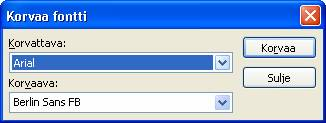 Korvaa fontti
Korvattava:
Arial
Korvaa
Korvaava:
Sulje
Berlin Sans FB